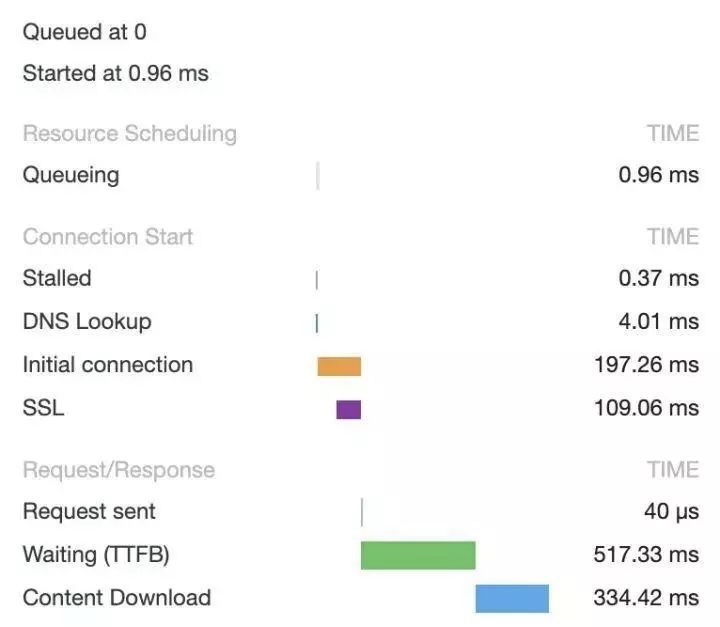 Queued at 0
Started at 0.96 ms
Resource Scheduling TIME
Queueing 0.96 ms
Connection Start TIME
Stalled 0.37 ms
DNS Lookup 4.01 ms
Initial connection 197.26 ms
SSL 109.06 ms
Request/Response TIME
Request sent 40 μs
Waiting (TTFB) 517.33 ms
Content Download 334.42 ms